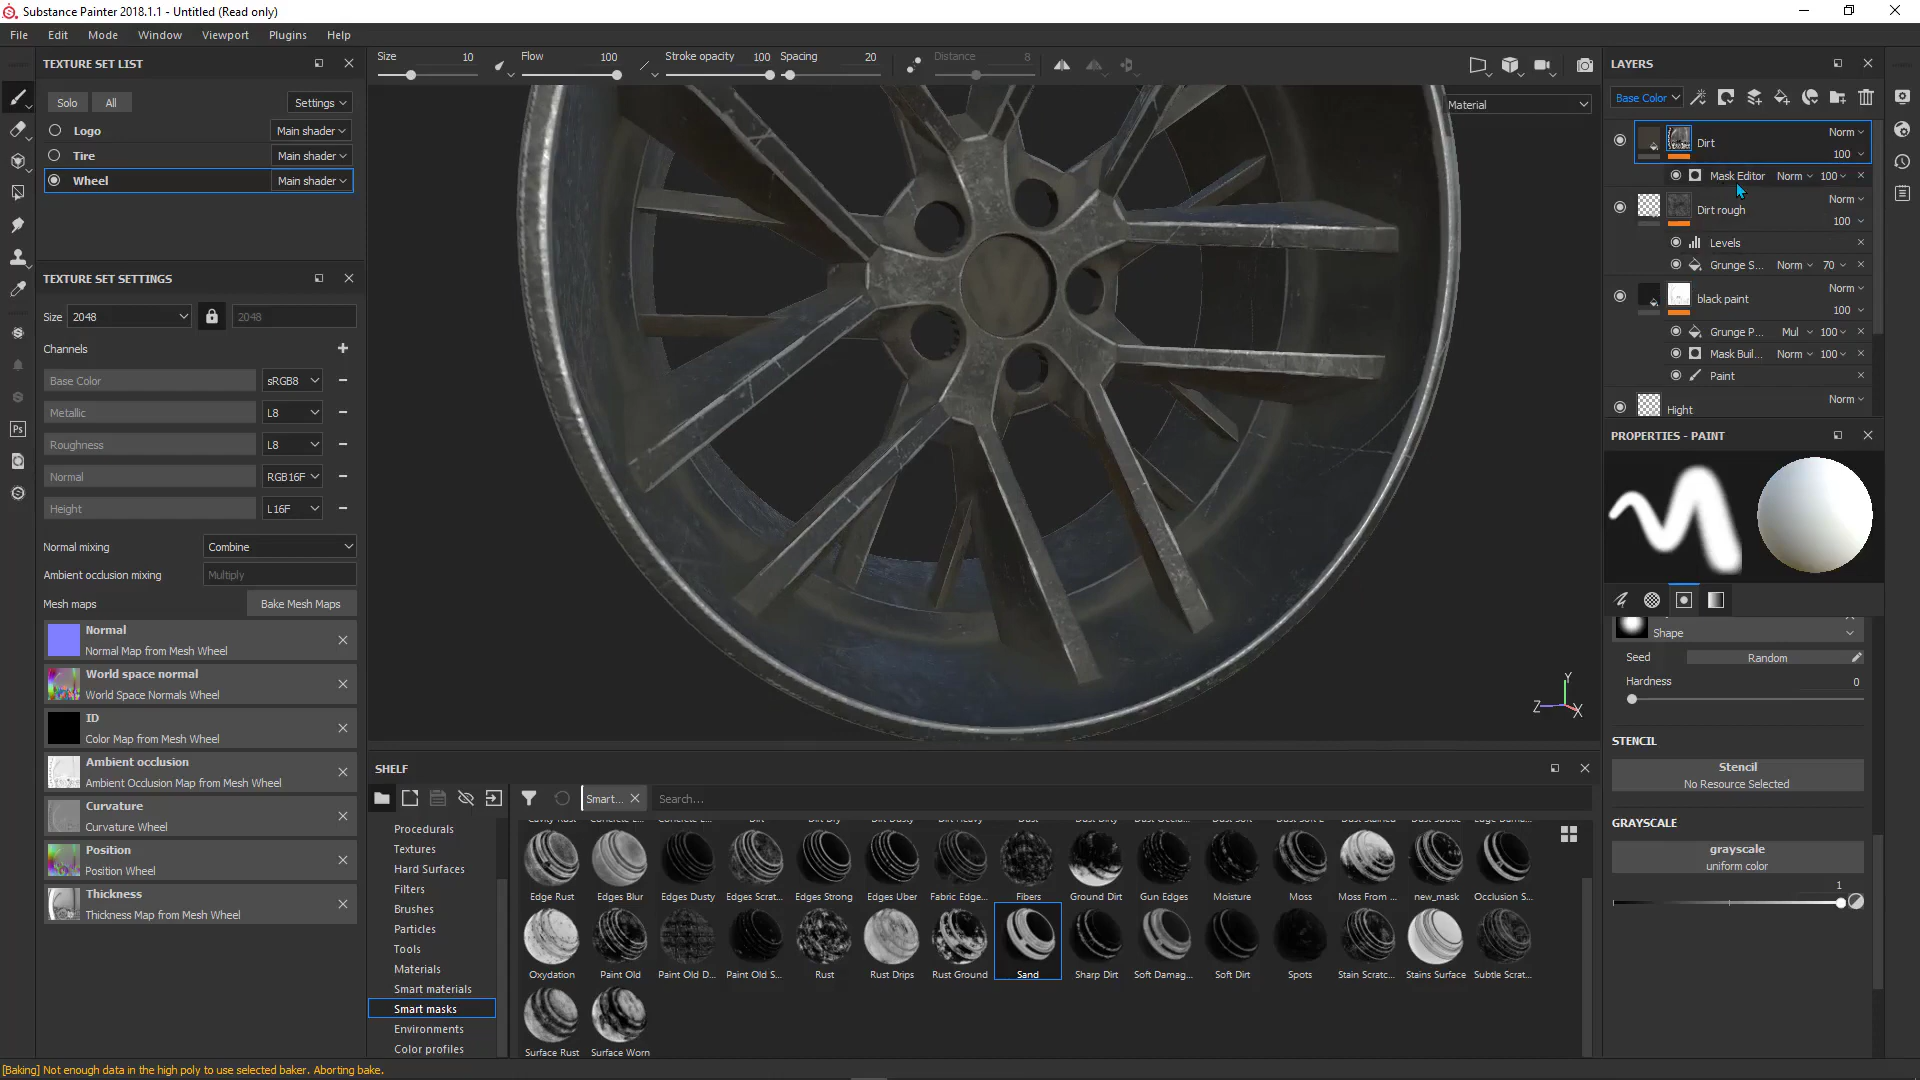 Substance Painter 2018.1.1 - Untitled (Read only)
File Edit Mode Window Viewport Plugins Help
TEXTURE SET LIST
Solo All Settings
Logo Main shader
Tire Main shader
Wheel Main shader
TEXTURE SET SETTINGS
Size 2048 2048
Channels
Base Color sRGB8
Metallic L8
Roughness L8
Normal RGB16F
Height L16F
Normal mixing Combine
Ambient occlusion mixing Multiply
Mesh maps Bake Mesh Maps
Normal
Normal Map from Mesh Wheel
World space normal
World Space Normals Wheel
ID
Color Map from Mesh Wheel
Ambient occlusion
Ambient Occlusion Map from Mesh Wheel
Curvature
Curvature Wheel
Position
Position Wheel
Thickness
Thickness Map from Mesh Wheel
Size 10 Flow 100 Stroke opacity 100 Spacing 20 Distance 8
Material
Y
Z X
SHELF
Smart... Search...
Procedurals
Textures
Hard Surfaces
Filters
Brushes
Particles
Tools
Materials
Smart materials
Smart masks
Environments
Color profiles
Edge Rust Edges Blur Edges Dusty Edges Scrat... Edges Strong Edges Uber Fabric Edge... Fibers Ground Dirt Gun Edges Moisture Moss Moss From ... new_mask Occlusion S...
Oxydation Paint Old Paint Old D... Paint Old S... Rust Rust Drips Rust Ground Sand Sharp Dirt Soft Damag... Soft Dirt Spots Stain Scratc... Stains Surface Subtle Scrat...
Surface Rust Surface Worn
LAYERS
Base Color
Dirt Norm 100
Mask Editor Norm 100
Dirt rough Norm 100
Levels
Grunge S... Norm 70
black paint Norm 100
Grunge P... Mul 100
Mask Buil... Norm 100
Paint
Hight Norm
PROPERTIES - PAINT
Shape
Seed Random
Hardness 0
STENCIL
Stencil
No Resource Selected
GRAYSCALE
grayscale
uniform color
1
[Baking] Not enough data in the high poly to use selected baker. Aborting bake.